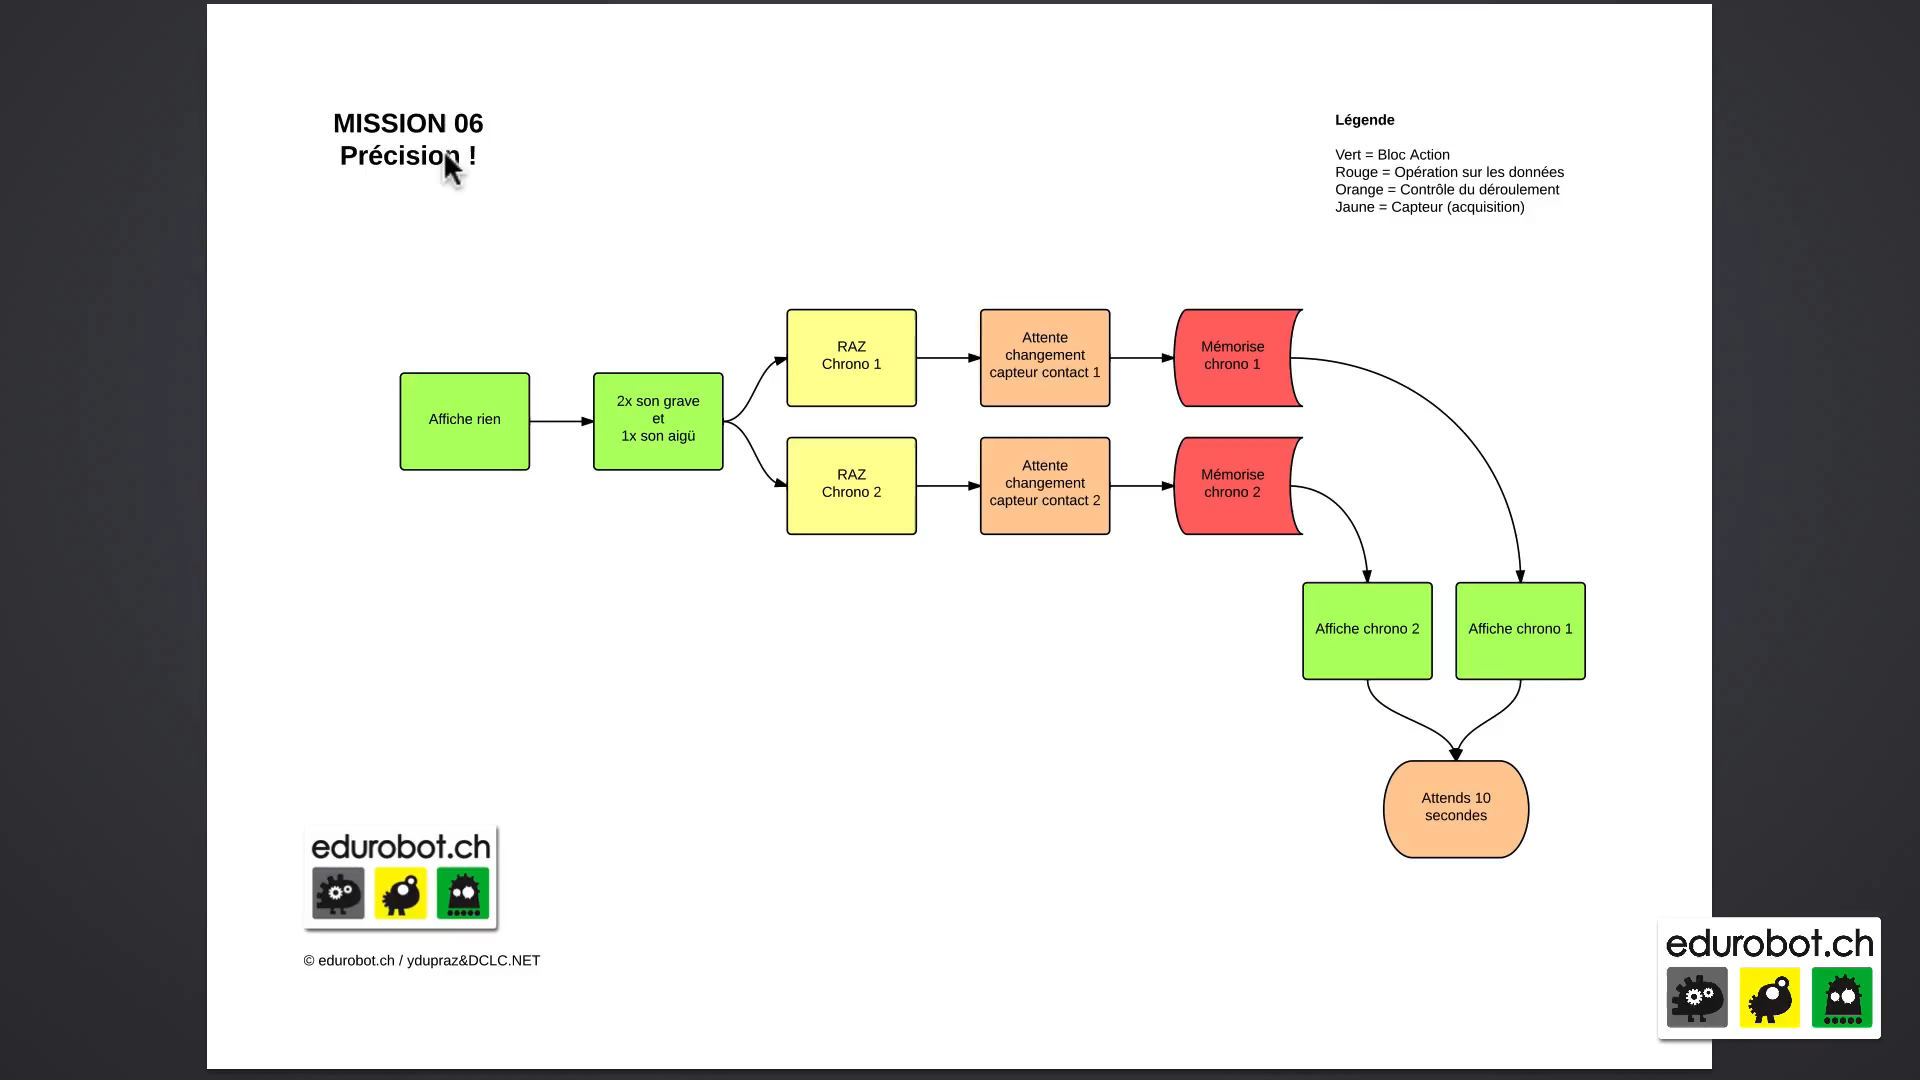 MISSION 06
Précision !
Légende
Vert = Bloc Action
Rouge = Opération sur les données
Orange = Contrôle du déroulement
Jaune = Capteur (acquisition)
Affiche rien
2x son grave
et
1x son aigü
RAZ
Chrono 1
Attente
changement
capteur contact 1
Mémorise
chrono 1
RAZ
Chrono 2
Attente
changement
capteur contact 2
Mémorise
chrono 2
Affiche chrono 2
Affiche chrono 1
Attends 10
secondes
edurobot.ch
© edurobot.ch / ydupraz&DCLC.NET
edurobot.ch